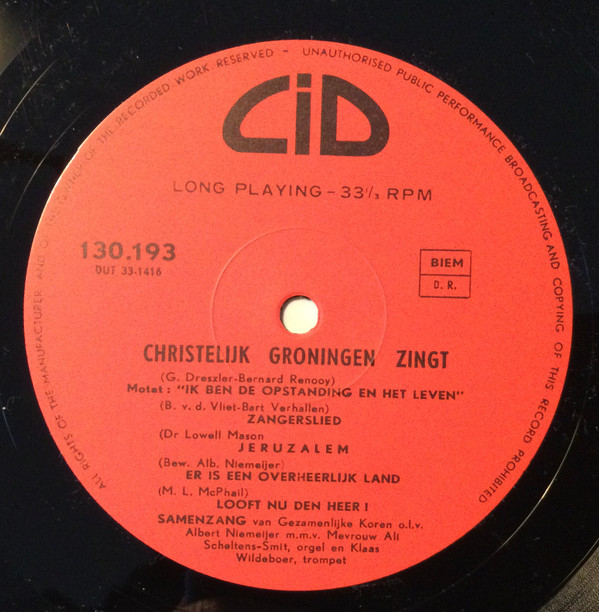 ALL RIGHTS OF THE MANUFACTURER AND OF THE OWNER OF THE RECORDED WORK RESERVED - UNAUTHORISED PUBLIC PERFORMANCE BROADCASTING AND COPYING OF THIS RECORD PROHIBITED
CID
LONG PLAYING - 33 1/3 RPM
130.193
DUT 33-1416
BIEM
D. R.
CHRISTELIJK GRONINGEN ZINGT
(G. Dreszler-Bernard Renooy)
Motet: "IK BEN DE OPSTANDING EN HET LEVEN"
(B. v. d. Vliet-Bart Verhallen)
ZANGERSLIED
(Dr Lowell Mason
JERUZALEM
(Bew. Alb. Niemeijer)
ER IS EEN OVERHEERLIJK LAND
(M. L. McPhail)
LOOFT NU DEN HEER!
SAMENZANG van Gezamenlijke Koren o.l.v.
Albert Niemeijer m.m.v. Mevrouw Ali
Scheltens-Smit, orgel en Klaas
Wildeboer, trompet